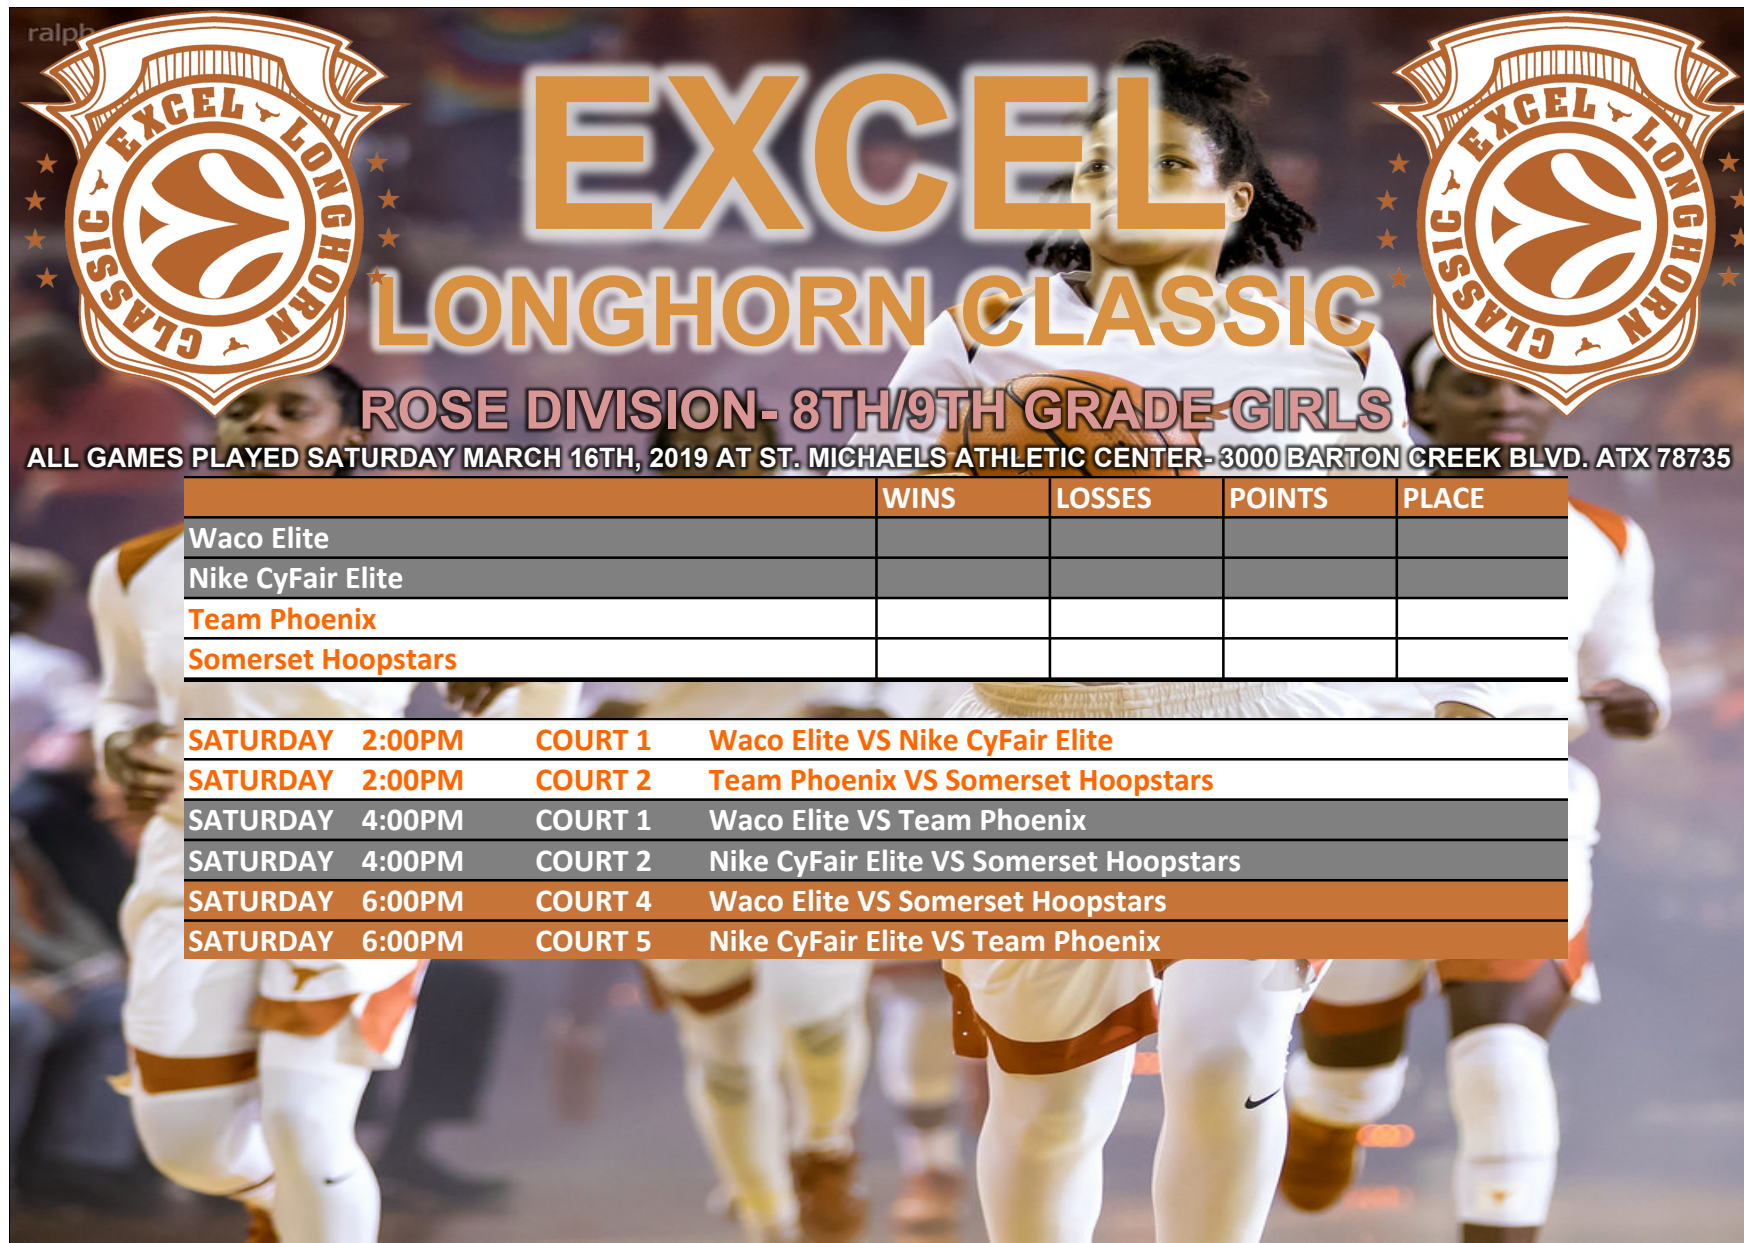 ralph
EXCEL LONGHORN CLASSIC
EXCEL LONGHORN CLASSIC
EXCEL
LONGHORN CLASSIC
ROSE DIVISION- 8TH/9TH GRADE GIRLS
ALL GAMES PLAYED SATURDAY MARCH 16TH, 2019 AT ST. MICHAELS ATHLETIC CENTER- 3000 BARTON CREEK BLVD. ATX 78735
WINS LOSSES POINTS PLACE
Waco Elite
Nike CyFair Elite
Team Phoenix
Somerset Hoopstars
SATURDAY 2:00PM COURT 1 Waco Elite VS Nike CyFair Elite
SATURDAY 2:00PM COURT 2 Team Phoenix VS Somerset Hoopstars
SATURDAY 4:00PM COURT 1 Waco Elite VS Team Phoenix
SATURDAY 4:00PM COURT 2 Nike CyFair Elite VS Somerset Hoopstars
SATURDAY 6:00PM COURT 4 Waco Elite VS Somerset Hoopstars
SATURDAY 6:00PM COURT 5 Nike CyFair Elite VS Team Phoenix